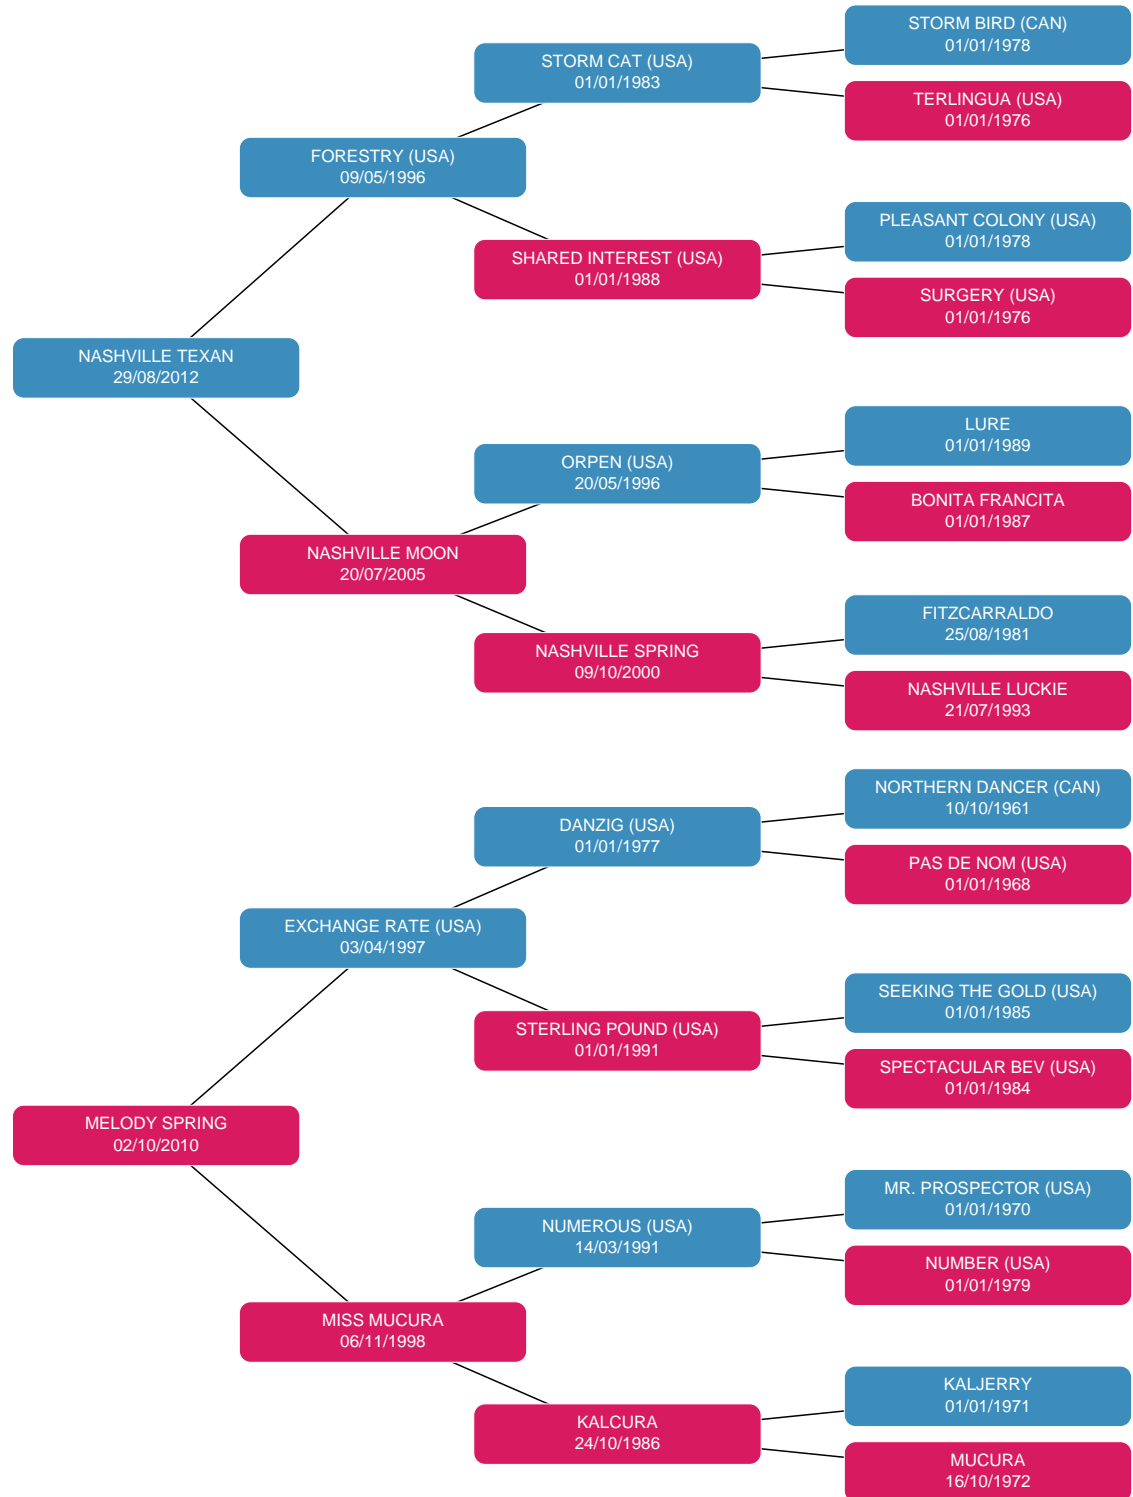 STORM BIRD (CAN)
01/01/1978
STORM CAT (USA)
01/01/1983
TERLINGUA (USA)
01/01/1976
FORESTRY (USA)
09/05/1996
PLEASANT COLONY (USA)
01/01/1978
SHARED INTEREST (USA)
01/01/1988
SURGERY (USA)
01/01/1976
NASHVILLE TEXAN
29/08/2012
LURE
01/01/1989
ORPEN (USA)
20/05/1996
BONITA FRANCITA
01/01/1987
NASHVILLE MOON
20/07/2005
FITZCARRALDO
25/08/1981
NASHVILLE SPRING
09/10/2000
NASHVILLE LUCKIE
21/07/1993
NORTHERN DANCER (CAN)
10/10/1961
DANZIG (USA)
01/01/1977
PAS DE NOM (USA)
01/01/1968
EXCHANGE RATE (USA)
03/04/1997
SEEKING THE GOLD (USA)
01/01/1985
STERLING POUND (USA)
01/01/1991
SPECTACULAR BEV (USA)
01/01/1984
MELODY SPRING
02/10/2010
MR. PROSPECTOR (USA)
01/01/1970
NUMEROUS (USA)
14/03/1991
NUMBER (USA)
01/01/1979
MISS MUCURA
06/11/1998
KALJERRY
01/01/1971
KALCURA
24/10/1986
MUCURA
16/10/1972